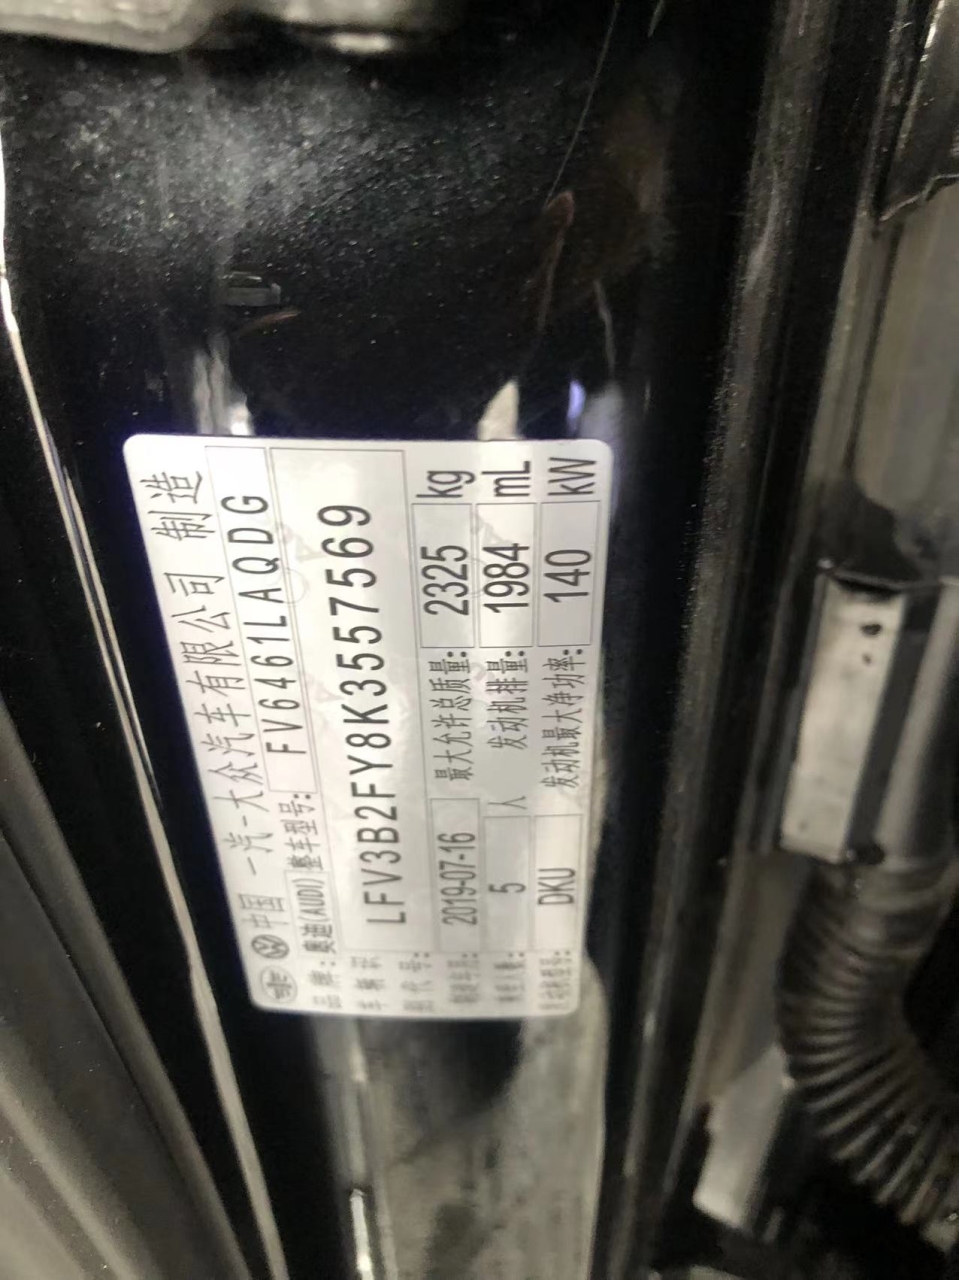 中国 一汽-大众汽车有限公司 制造
品牌: 奥迪(AUDI) 整车型号: FV6461LAQDG
LFV3B2FY8K3557569
2019-07-16 最大允许总质量: 2325 kg
5 人 发动机排量: 1984 mL
DKU 发动机最大净功率: 140 kW